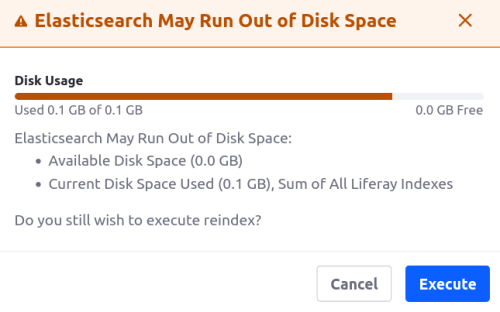 Elasticsearch May Run Out of Disk Space
Disk Usage
Used 0.1 GB of 0.1 GB
0.0 GB Free
Elasticsearch May Run Out of Disk Space:
• Available Disk Space (0.0 GB)
• Current Disk Space Used (0.1 GB), Sum of All Liferay Indexes
Do you still wish to execute reindex?
Cancel
Execute